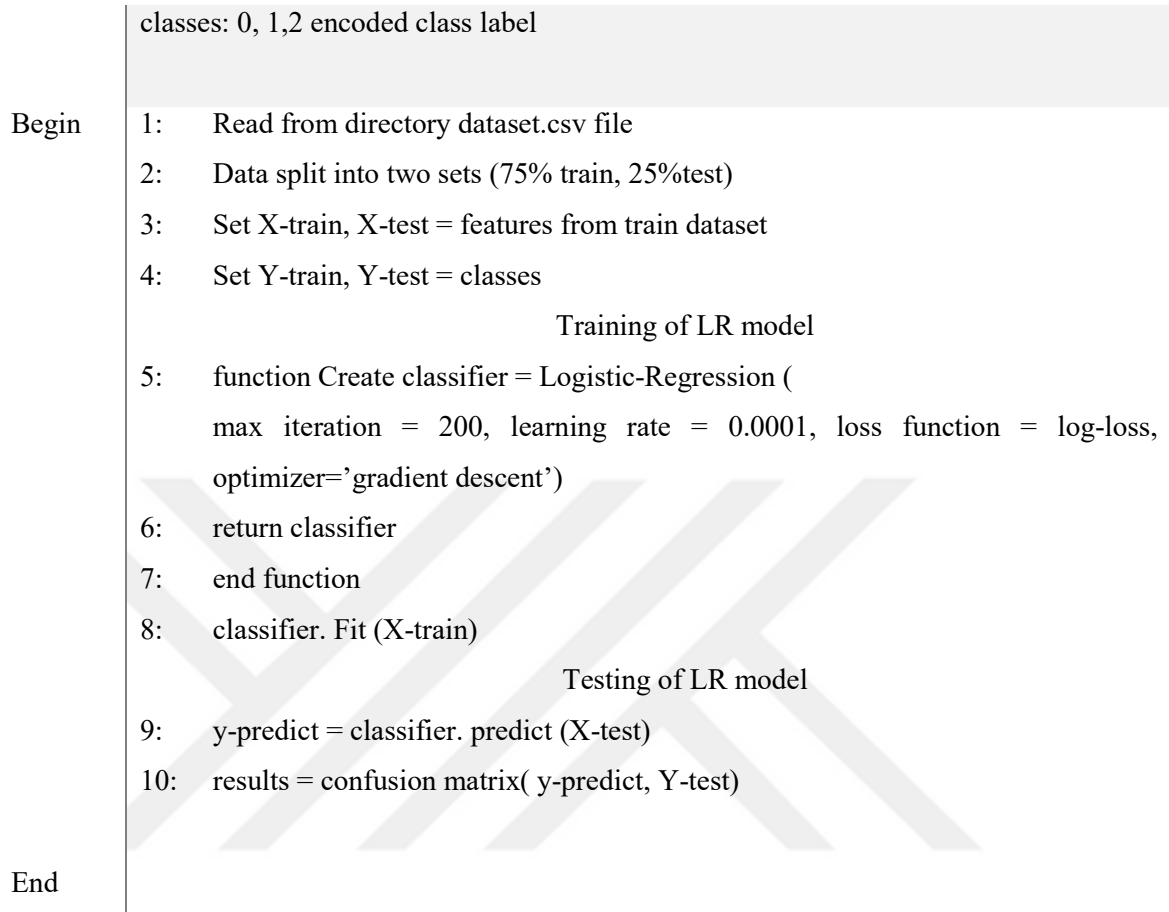 classes: 0, 1,2 encoded class label
Begin 1: Read from directory dataset.csv file
2: Data split into two sets (75% train, 25%test)
3: Set X-train, X-test = features from train dataset
4: Set Y-train, Y-test = classes
Training of LR model
5: function Create classifier = Logistic-Regression (
max iteration = 200, learning rate = 0.0001, loss function = log-loss,
optimizer=’gradient descent’)
6: return classifier
7: end function
8: classifier. Fit (X-train)
Testing of LR model
9: y-predict = classifier. predict (X-test)
10: results = confusion matrix( y-predict, Y-test)
End